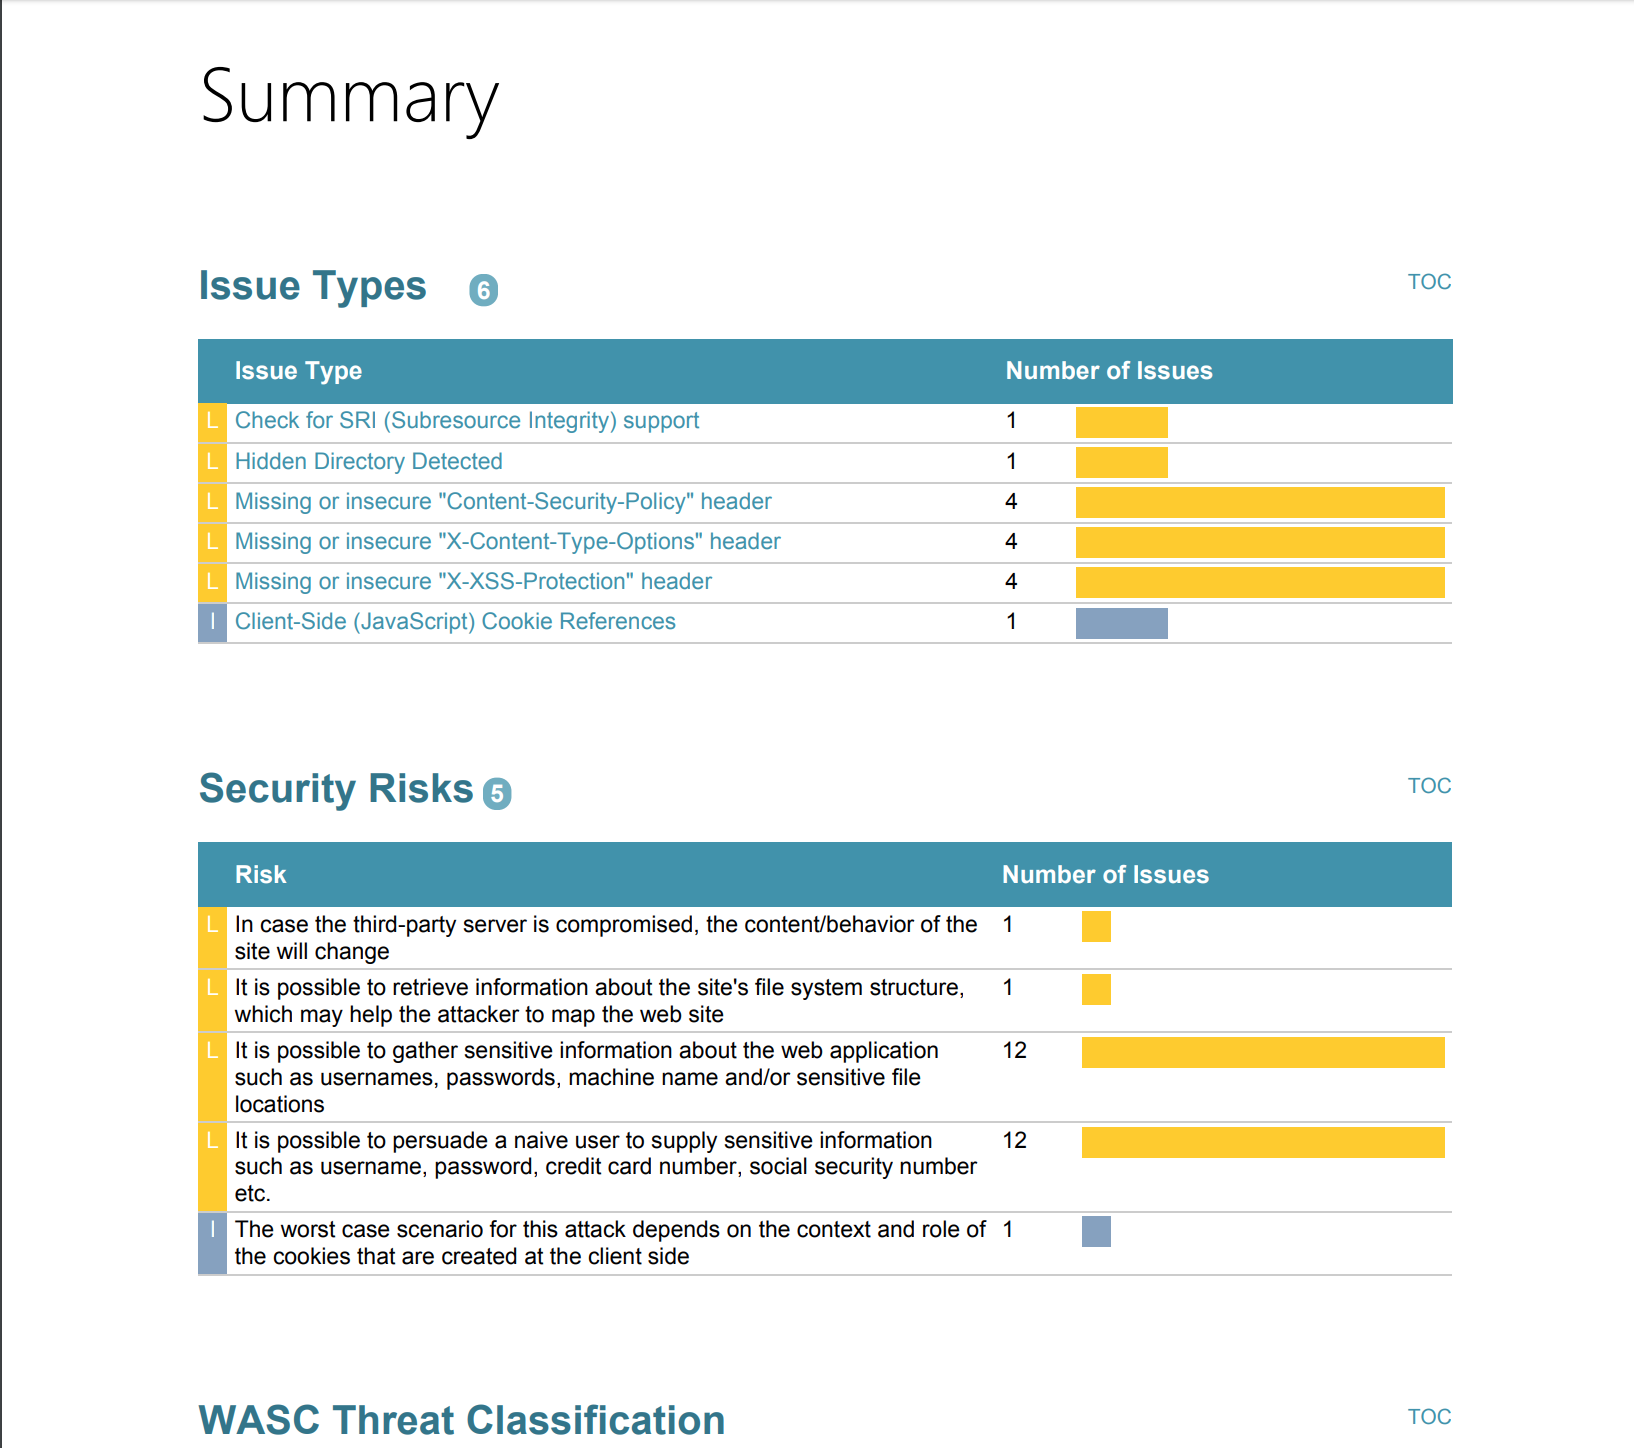 Summary
Issue Types 6
TOC
Issue Type Number of Issues
L Check for SRI (Subresource Integrity) support 1
L Hidden Directory Detected 1
L Missing or insecure "Content-Security-Policy" header 4
L Missing or insecure "X-Content-Type-Options" header 4
L Missing or insecure "X-XSS-Protection" header 4
I Client-Side (JavaScript) Cookie References 1
Security Risks 5
TOC
Risk Number of Issues
L In case the third-party server is compromised, the content/behavior of the 1
site will change
L It is possible to retrieve information about the site's file system structure, 1
which may help the attacker to map the web site
L It is possible to gather sensitive information about the web application 12
such as usernames, passwords, machine name and/or sensitive file
locations
L It is possible to persuade a naive user to supply sensitive information 12
such as username, password, credit card number, social security number
etc.
I The worst case scenario for this attack depends on the context and role of 1
the cookies that are created at the client side
WASC Threat Classification
TOC